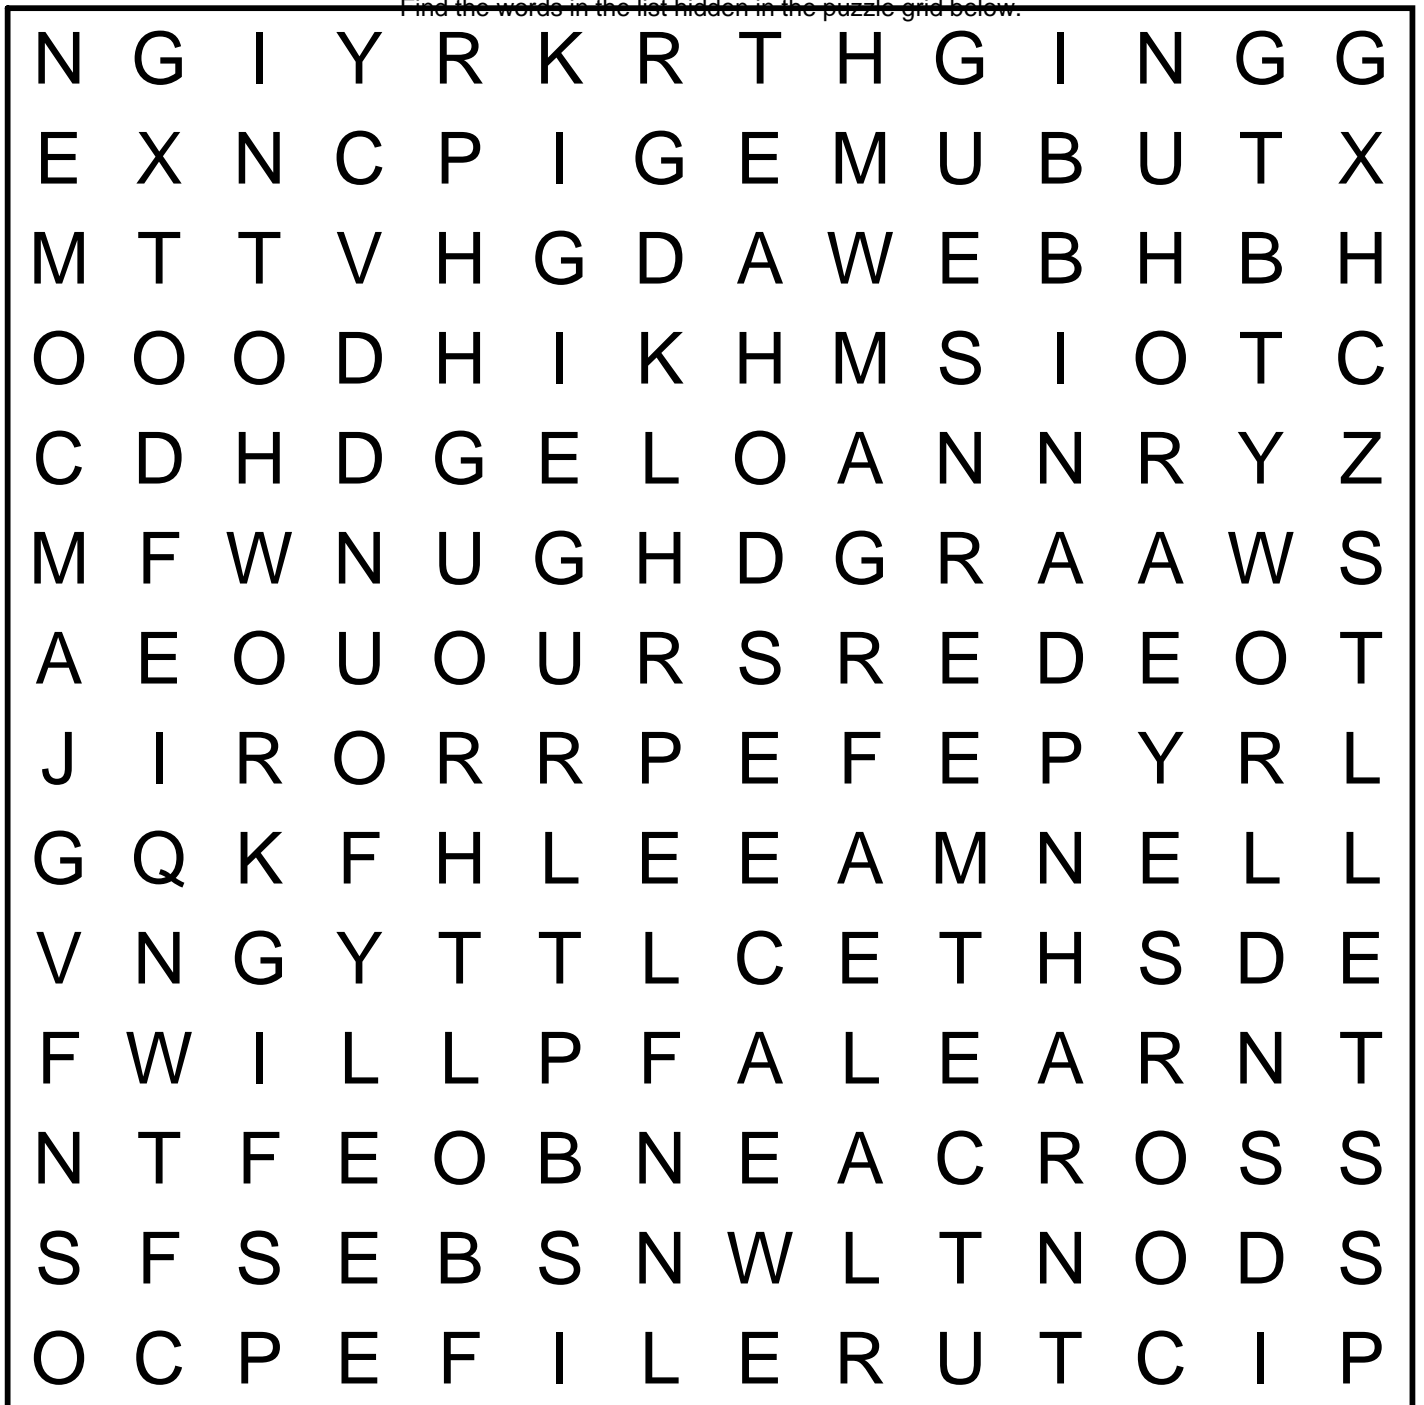 Find the words in the list hidden in the puzzle grid below.
N G I Y R K R T H G I N G G
E X N C P I G E M U B U T X
M T T V H G D A W E B H B H
O O O D H I K H M S I O T C
C D H D G E L O A N N R Y Z
M F W N U G H D G R A A W S
A E O U O U R S R E D E O T
J I R O R R P E F E P Y R L
G Q K F H L E E A M N E L L
V N G Y T T L C E T H S D E
F W I L L P F A L E A R N T
N T F E O B N E A C R O S S
S F S E B S N W L T N O D S
O C P E F I L E R U T C I P